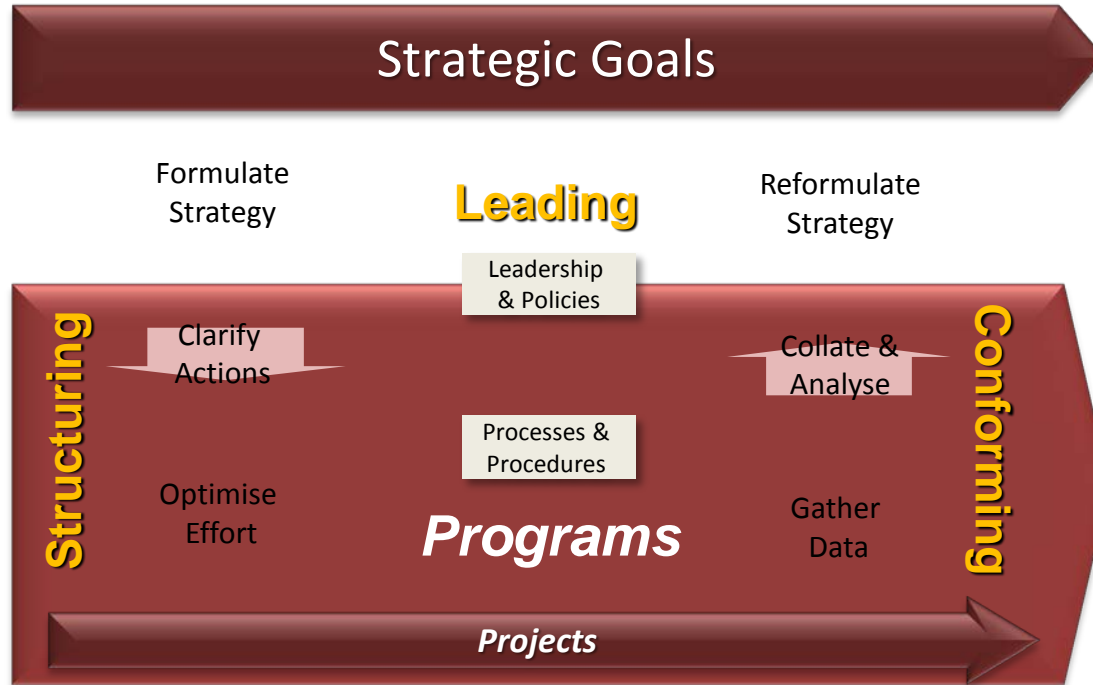 Strategic Goals
Formulate
Strategy
Leading
Reformulate
Strategy
Leadership
& Policies
Structuring
Clarify
Actions
Collate &
Analyse
Conforming
Processes &
Procedures
Optimise
Effort
Programs
Gather
Data
Projects